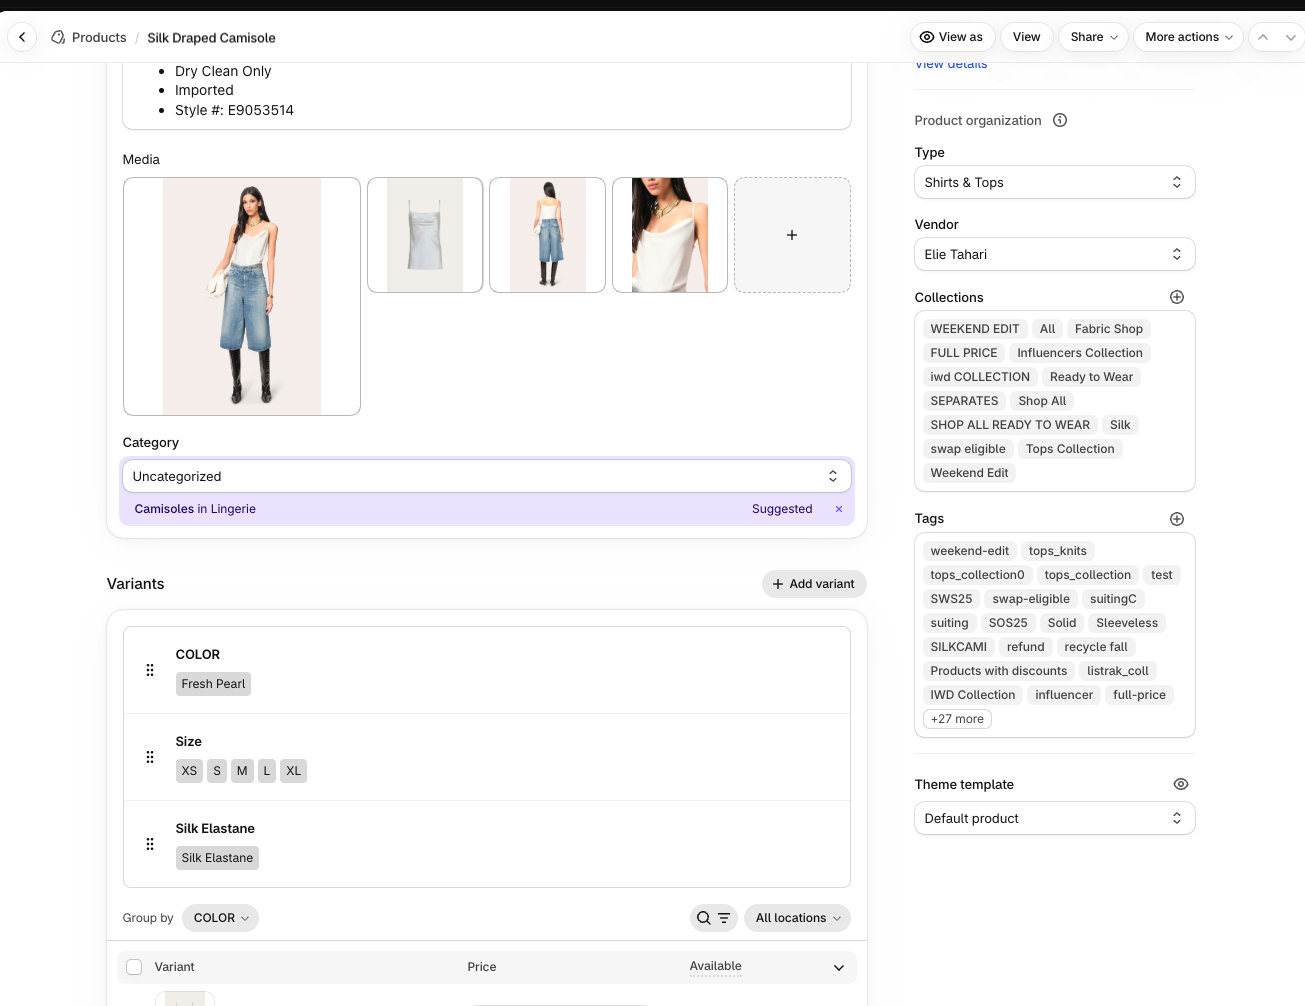 Products / Silk Draped Camisole
View as
View
Share
More actions
Dry Clean Only
Imported
Style #: E9053514
Media
Category
Uncategorized
Camisoles in Lingerie
Suggested
Variants
Add variant
COLOR
Fresh Pearl
Size
XS S M L XL
Silk Elastane
Silk Elastane
Group by COLOR
All locations
Variant Price Available
View details
Product organization
Type
Shirts & Tops
Vendor
Elie Tahari
Collections
WEEKEND EDIT All Fabric Shop
FULL PRICE Influencers Collection
iwd COLLECTION Ready to Wear
SEPARATES Shop All
SHOP ALL READY TO WEAR Silk
swap eligible Tops Collection
Weekend Edit
Tags
weekend-edit tops_knits
tops_collection0 tops_collection test
SWS25 swap-eligible suitingC
suiting SOS25 Solid Sleeveless
SILKCAMI refund recycle fall
Products with discounts listrak_coll
IWD Collection influencer full-price
+27 more
Theme template
Default product